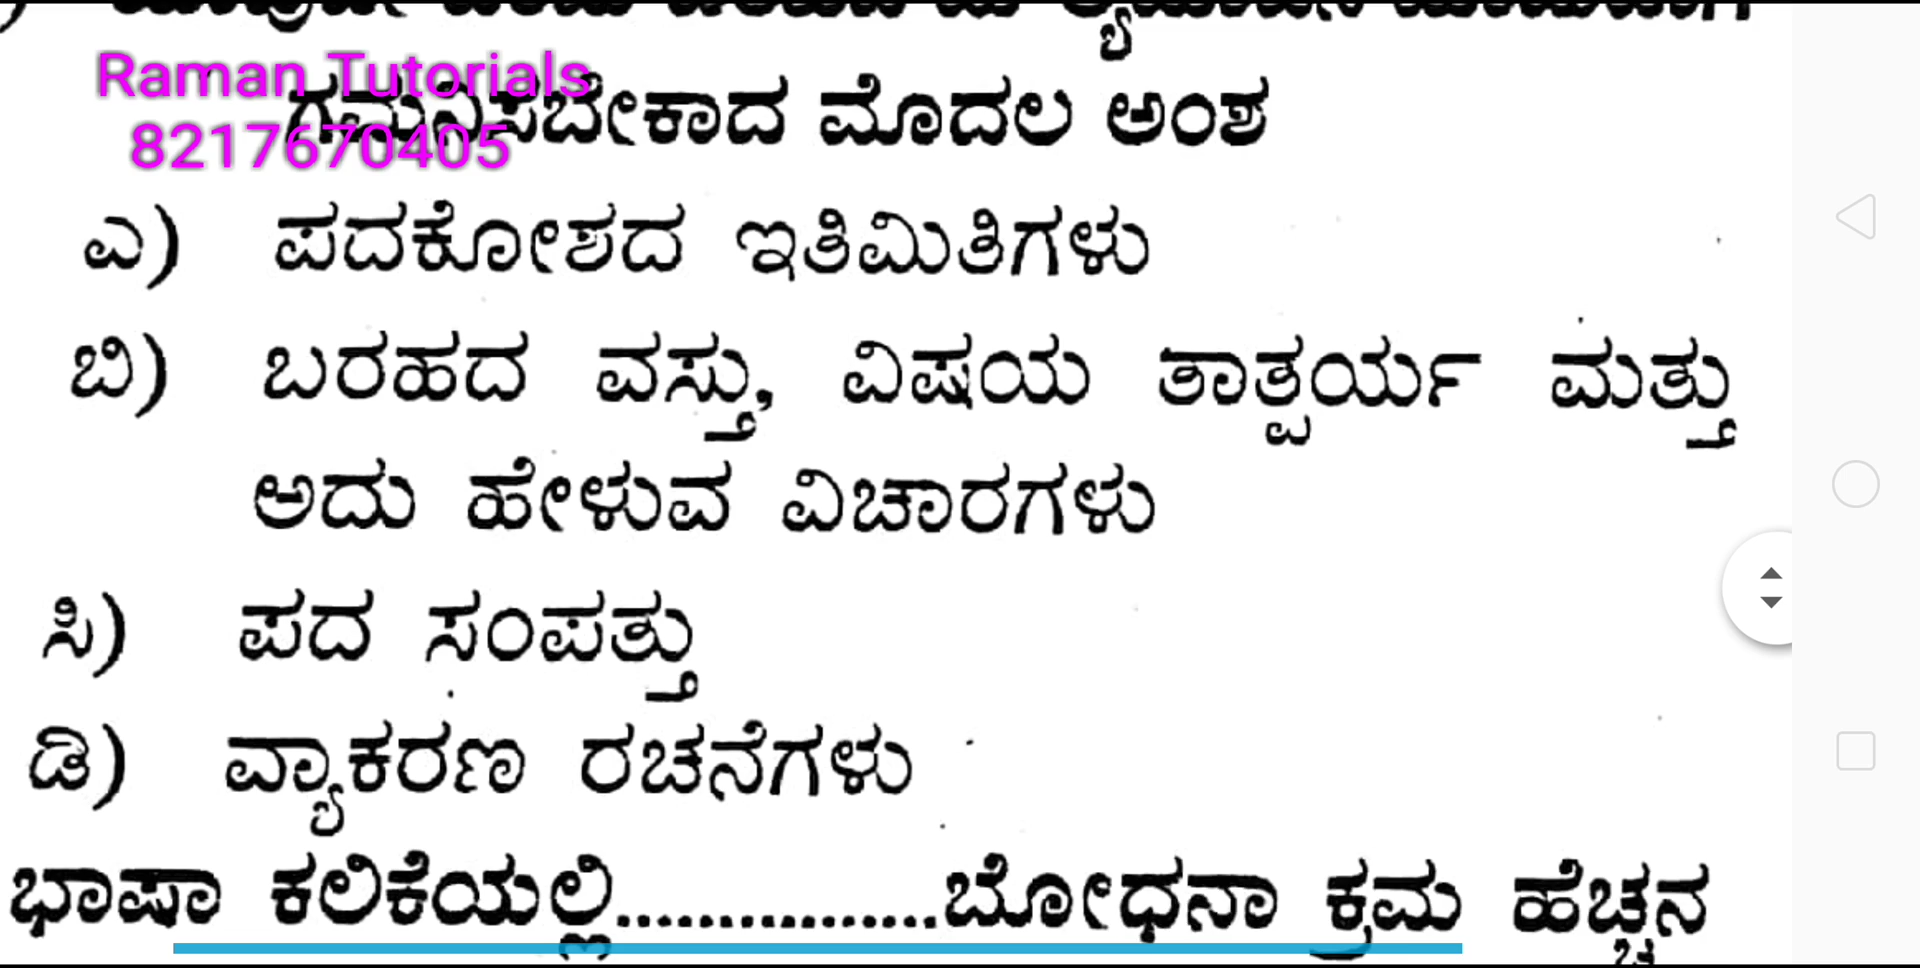 Raman Tutorials
ಗಮನಿಸಬೇಕಾದ ಮೊದಲ ಅಂಶ
8217670405
ಎ) ಪದಕೋಶದ ಇತಿಮಿತಿಗಳು
ಬಿ) ಬರಹದ ವಸ್ತು, ವಿಷಯ ತಾತ್ಪರ್ಯ ಮತ್ತು
ಅದು ಹೇಳುವ ವಿಚಾರಗಳು
ಸಿ) ಪದ ಸಂಪತ್ತು
ಡಿ) ವ್ಯಾಕರಣ ರಚನೆಗಳು
ಭಾಷಾ ಕಲಿಕೆಯಲ್ಲಿ................ಬೋಧನಾ ಕ್ರಮ ಹೆಚ್ಚಿನ